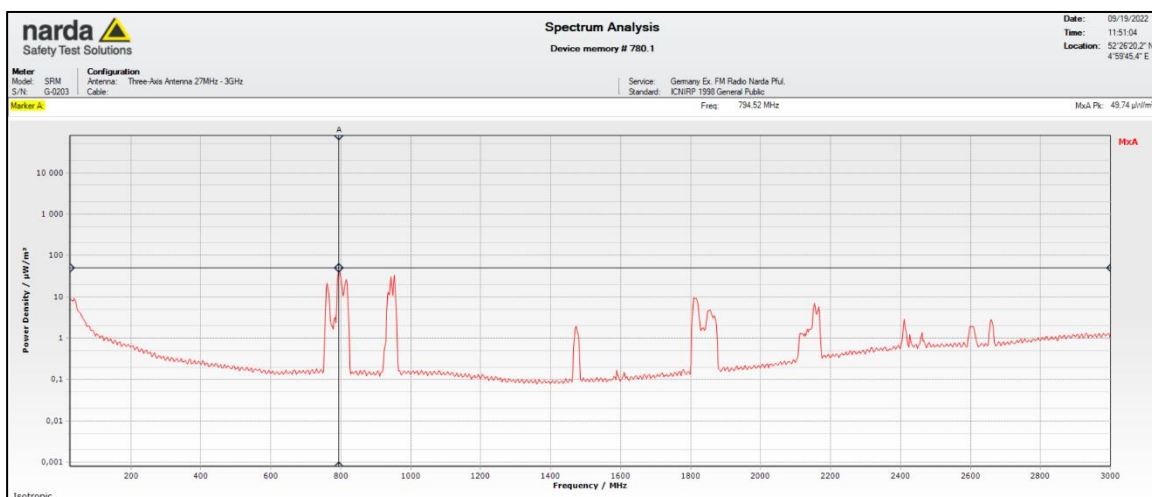 narda
Safety Test Solutions
Spectrum Analysis
Device memory # 780.1
Date: 09/19/2022
Time: 11:51:04
Location: 52°26'20,2" N
4°59'45,4" E
Meter
Model: SRM
S/N: G-0203
Configuration
Antenna: Three-Axis Antenna 27MHz - 3GHz
Cable:
Service: Germany Ex. FM Radio Narda Pful.
Standard: ICNIRP 1998 General Public
Marker A: Freq: 794.52 MHz MxA Pk: 49,74 µW/m²
A
MxA
10 000
1 000
100
10
1
0,1
0,01
0,001
Power Density / µW/m²
200 400 600 800 1000 1200 1400 1600 1800 2000 2200 2400 2600 2800 3000
Frequency / MHz
Isotropic